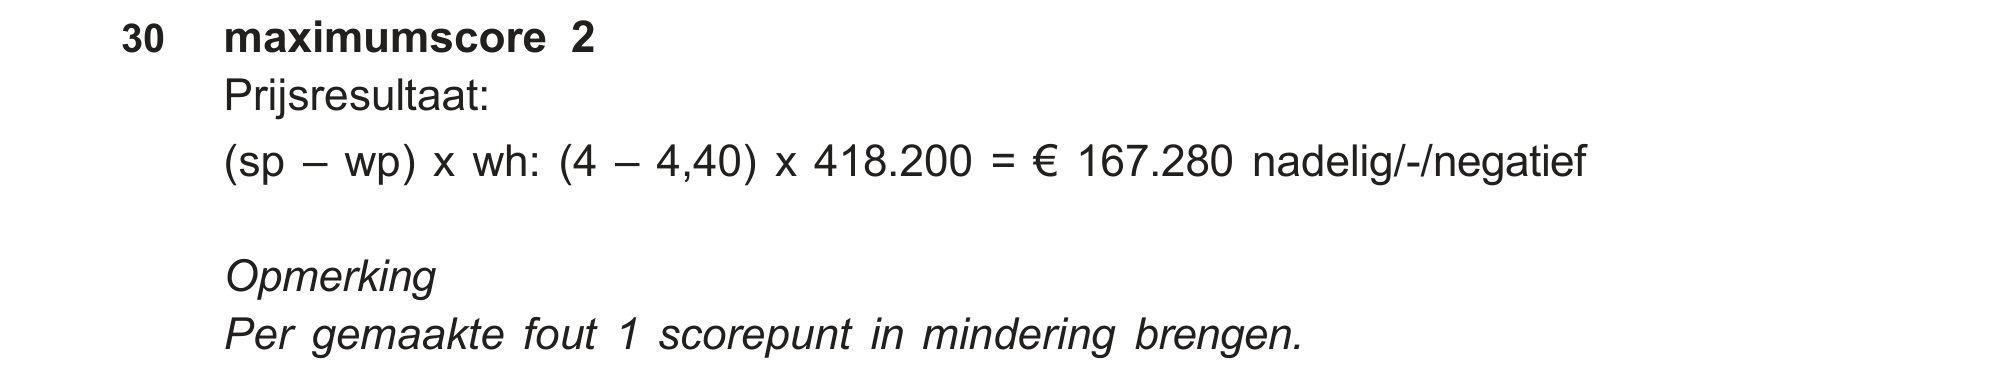 30 maximumscore 2
Prijsresultaat:
(sp – wp) x wh: (4 – 4,40) x 418.200 = € 167.280 nadelig/-/negatief
Opmerking
Per gemaakte fout 1 scorepunt in mindering brengen.